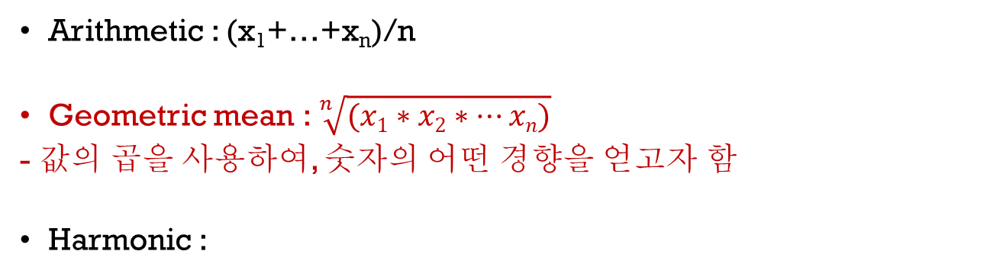 • Arithmetic : (x₁+…+xₙ)/n
• Geometric mean : ⁿ√(x₁ * x₂ * ⋯ xₙ)
- 값의 곱을 사용하여, 숫자의 어떤 경향을 얻고자 함
• Harmonic :